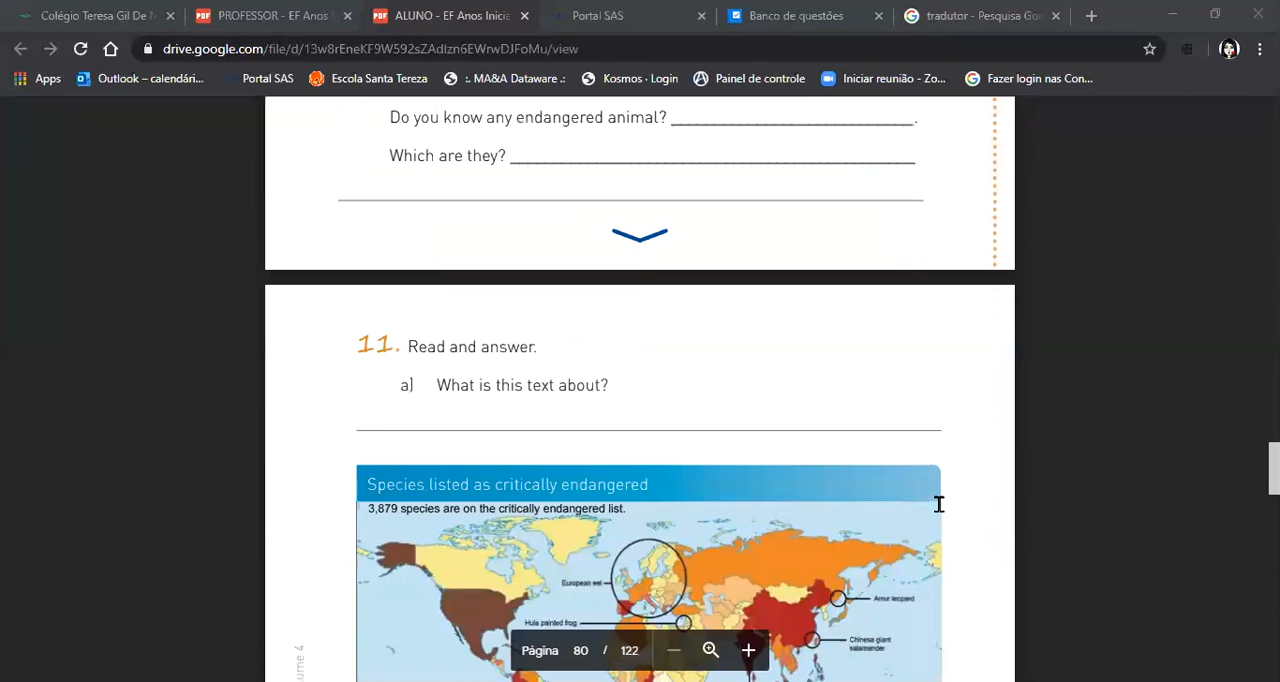 Colégio Teresa Gil De
PROFESSOR - EF Anos
ALUNO - EF Anos Inicia
Portal SAS
Banco de questões
tradutor - Pesquisa Goo
drive.google.com/file/d/13w8rEneKF9W592sZAdlzn6EWrwDJFoMu/view
Apps
Outlook – calendári...
Portal SAS
Escola Santa Tereza
:. MA&A Dataware .:
Kosmos · Login
Painel de controle
Iniciar reunião - Zo...
Fazer login nas Con...
Do you know any endangered animal? ____________________.
Which are they? ____________________
11. Read and answer.
a) What is this text about?
Species listed as critically endangered
3,879 species are on the critically endangered list.
European eel
Amur leopard
Hula painted frog
Chinese giant
salamander
Página 80 / 122